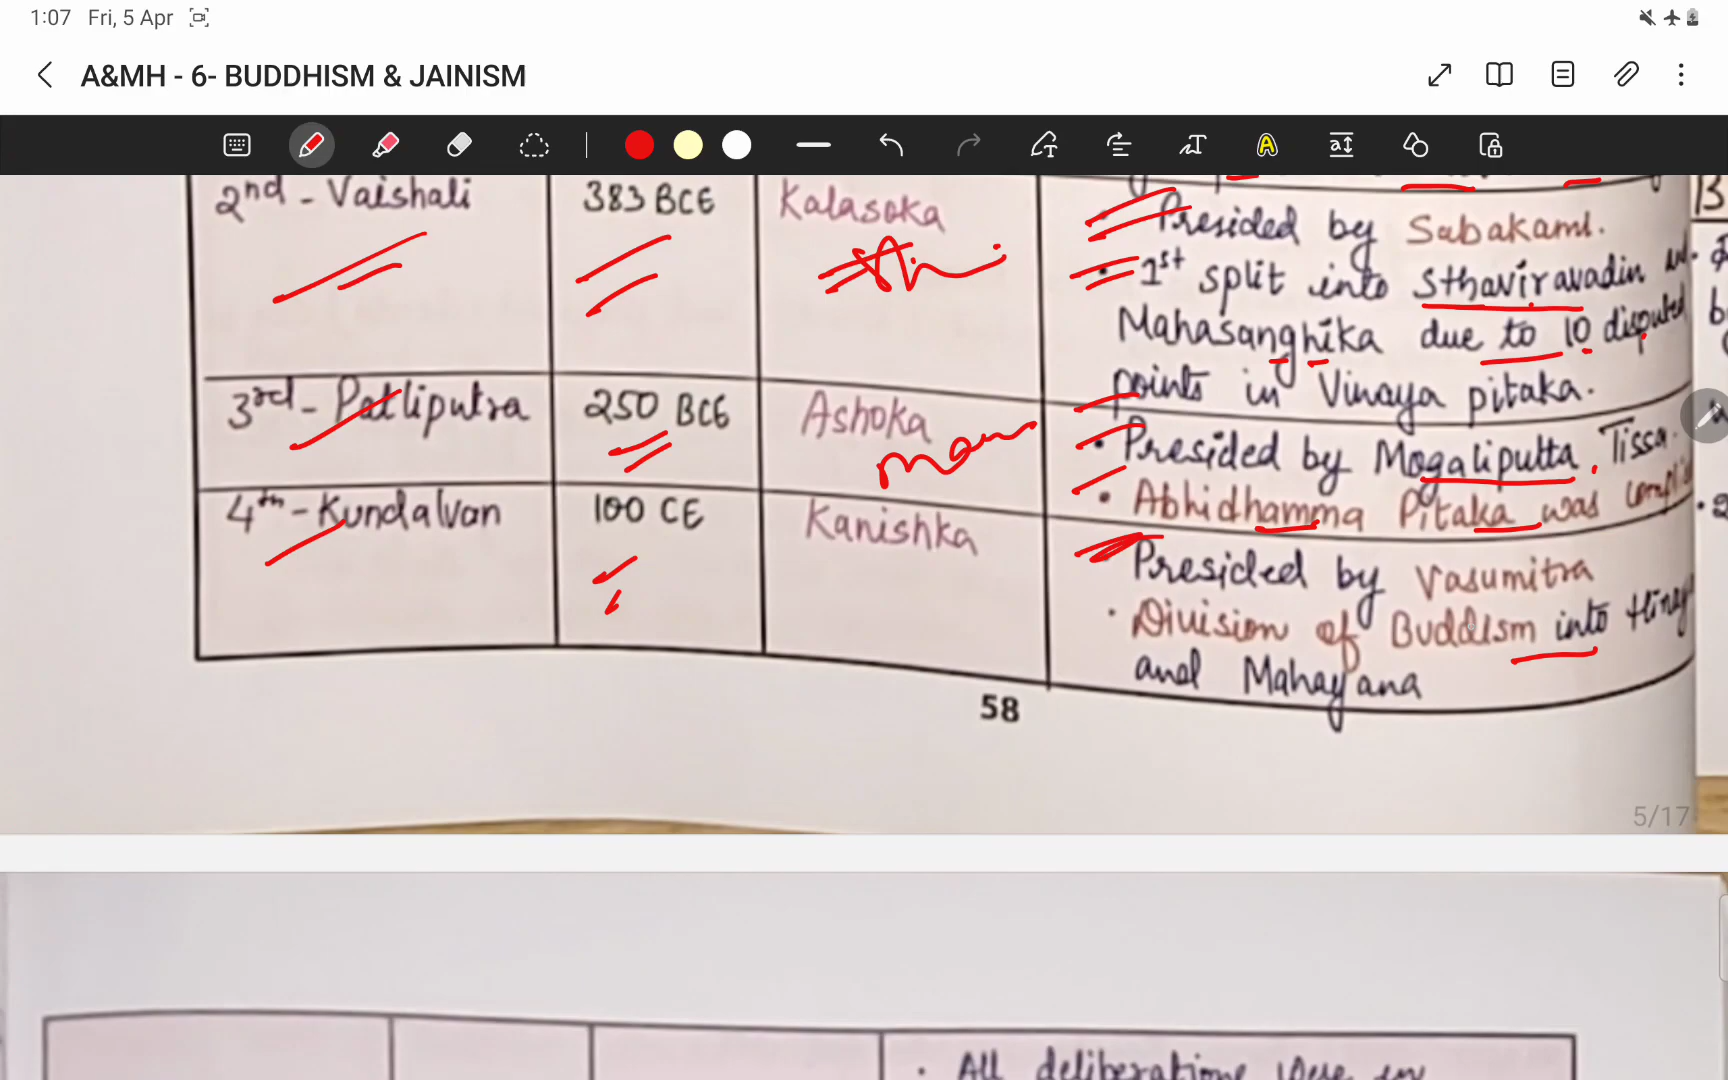 1:07 Fri, 5 Apr
A&MH - 6- BUDDHISM & JAINISM
2nd - Vaishali
383 BCE
Kalasoka
Presided by Sabakami.
• 1st split into Sthaviravadin
Mahasanghika due to 10 disputed
points in Vinaya pitaka.
3rd - Patliputra
250 BCE
Ashoka
• Presided by Mogaliputta Tissa.
• Abhidhamma Pitaka was
4th - Kundalvan
100 CE
Kanishka
Presided by Vasumitra
• Division of Buddism into
and Mahayana
58
5/17
• All deliberations were in